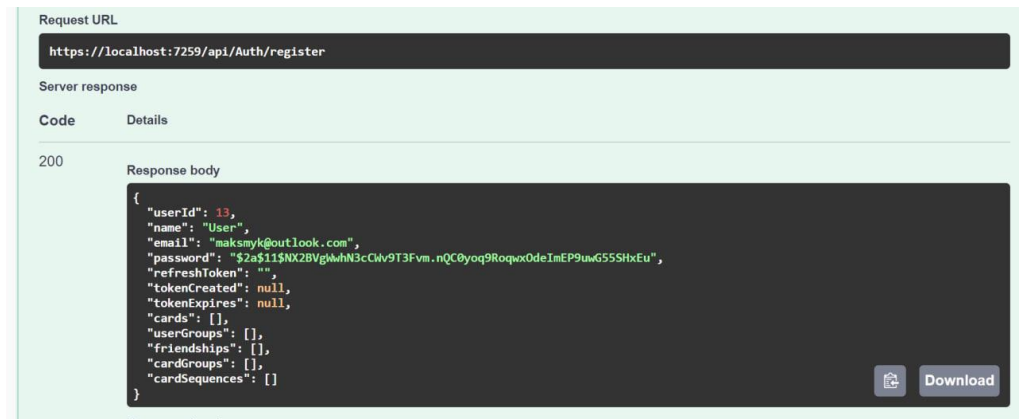 Request URL
https://localhost:7259/api/Auth/register
Server response
Code Details
200
Response body
{
"userId": 13,
"name": "User",
"email": "maksmyk@outlook.com",
"password": "$2a$11$NX2BVgWwhN3cCWv9T3Fvm.nQC0yoq9RoqwxOdeImEP9uwG55SHxEu",
"refreshToken": "",
"tokenCreated": null,
"tokenExpires": null,
"cards": [],
"userGroups": [],
"friendships": [],
"cardGroups": [],
"cardSequences": []
}
Download